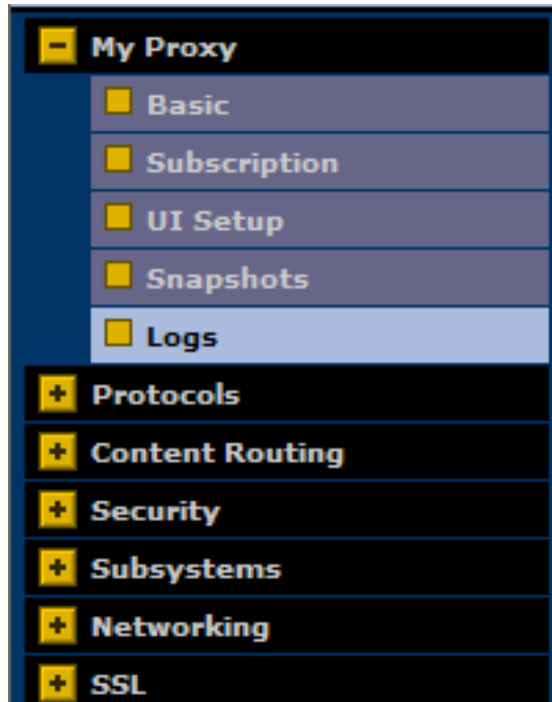 My Proxy
Basic
Subscription
UI Setup
Snapshots
Logs
Protocols
Content Routing
Security
Subsystems
Networking
SSL